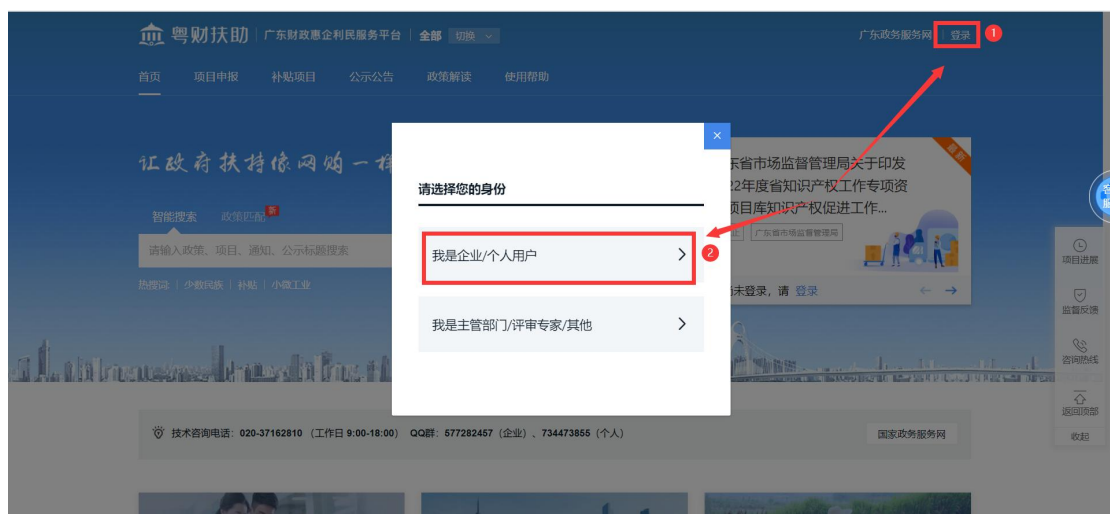 粤财扶助 广东财政惠企利民服务平台 全部 切换
广东政务服务网 登录 1
首页 项目申报 补贴项目 公示公告 政策解读 使用帮助
让政府扶持像网购一样
请选择您的身份
×
最新
东省市场监督管理局关于印发
22年度省知识产权工作专项资
项目库知识产权促进工作...
智能搜索 政策匹配 新
请输入政策、项目、通知、公示标题搜索
广东省市场监督管理局
我是企业/个人用户 2
热搜词: 少数民族 补贴 小微工业
未登录，请 登录
我是主管部门/评审专家/其他
客
服
项目进展
监督反馈
咨询热线
返回顶部
收起
技术咨询电话：020-37162810 （工作日 9:00-18:00） QQ群：577282457（企业）、734473855（个人）
国家政务服务网